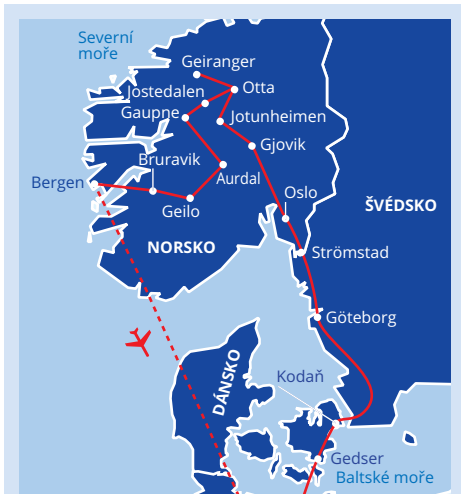 Severní
moře
Geiranger
Jostedalen
Otta
Gaupne
Jotunheimen
Gjovik
Bruravik
Aurdal
Bergen
Geilo
Oslo
ŠVÉDSKO
NORSKO
Strömstad
Göteborg
DÁNSKO
Kodaň
Gedser
Baltské moře